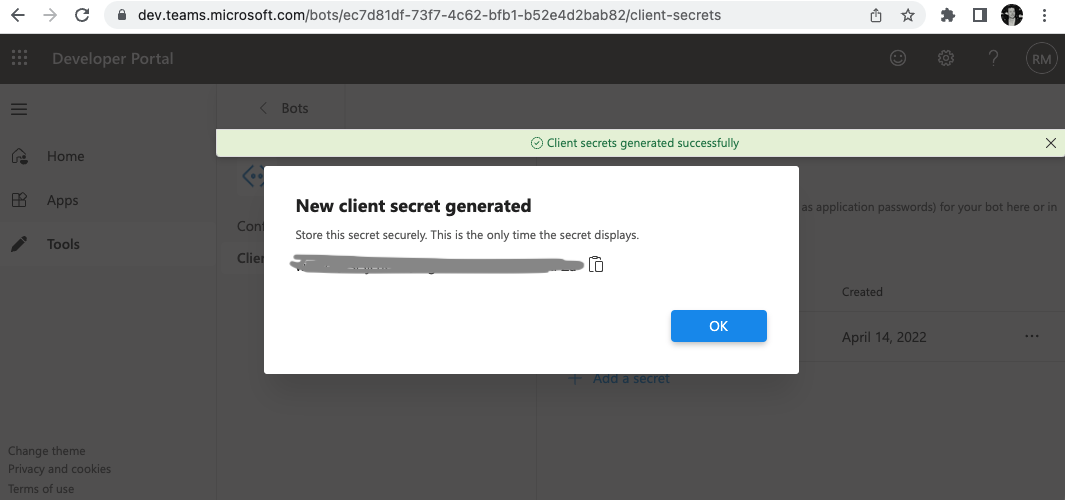 dev.teams.microsoft.com/bots/ec7d81df-73f7-4c62-bfb1-b52e4d2bab82/client-secrets
Developer Portal
RM
Bots
Client secrets generated successfully
Home
Apps
Tools
Conf
Clien
New client secret generated
Store this secret securely. This is the only time the secret displays.
OK
as application passwords) for your bot here or in
Created
April 14, 2022
Add a secret
Change theme
Privacy and cookies
Terms of use